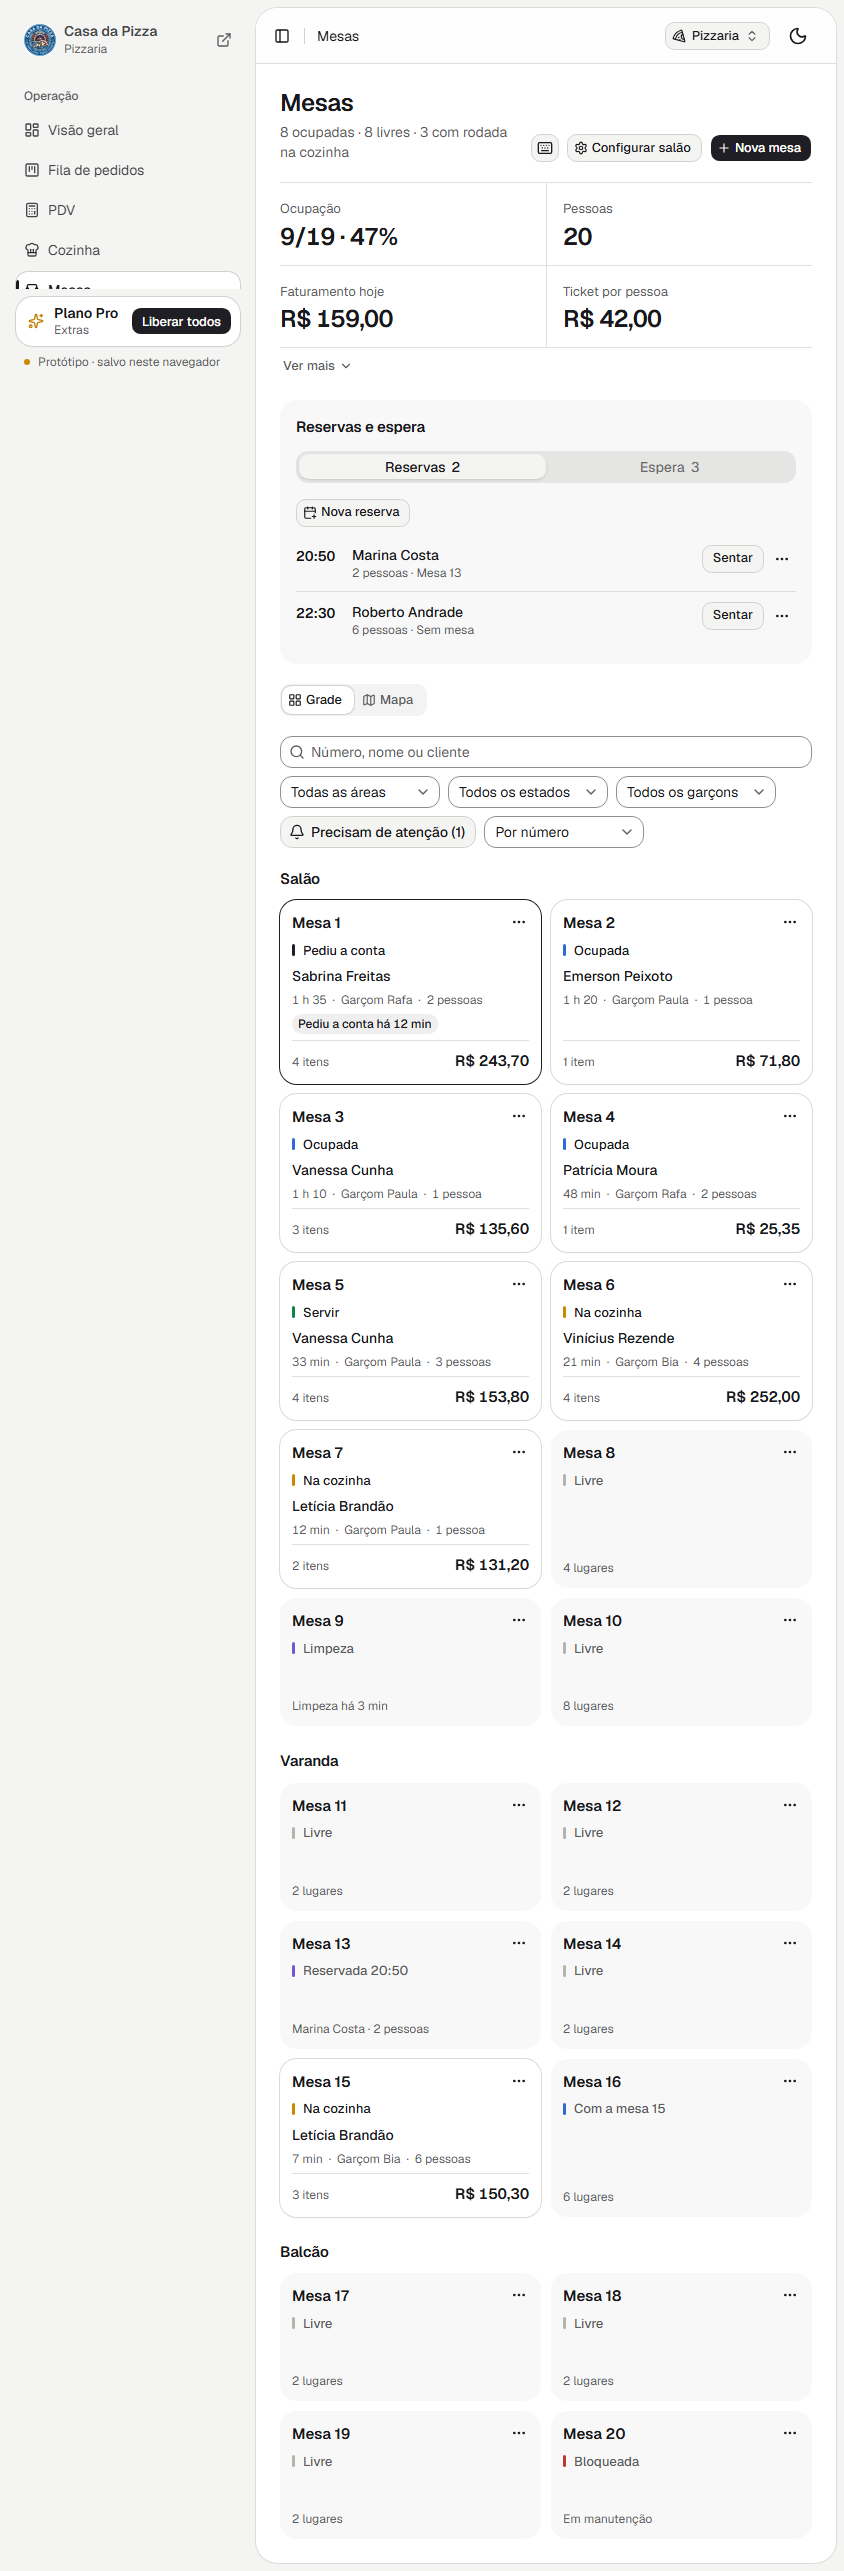 Casa da Pizza
Pizzaria
Operação
Visão geral
Fila de pedidos
PDV
Cozinha
Mesas
Plano Pro
Extras
Liberar todos
Protótipo · salvo neste navegador
Mesas
Pizzaria
Mesas
8 ocupadas · 8 livres · 3 com rodada
na cozinha
Configurar salão
Nova mesa
Ocupação
9/19 · 47%
Pessoas
20
Faturamento hoje
R$ 159,00
Ticket por pessoa
R$ 42,00
Ver mais
Reservas e espera
Reservas 2
Espera 3
Nova reserva
20:50
Marina Costa
2 pessoas · Mesa 13
Sentar
22:30
Roberto Andrade
6 pessoas · Sem mesa
Sentar
Grade
Mapa
Número, nome ou cliente
Todas as áreas
Todos os estados
Todos os garçons
Precisam de atenção (1)
Por número
Salão
Mesa 1
Pediu a conta
Sabrina Freitas
1 h 35 · Garçom Rafa · 2 pessoas
Pediu a conta há 12 min
4 itens
R$ 243,70
Mesa 2
Ocupada
Emerson Peixoto
1 h 20 · Garçom Paula · 1 pessoa
1 item
R$ 71,80
Mesa 3
Ocupada
Vanessa Cunha
1 h 10 · Garçom Paula · 1 pessoa
3 itens
R$ 135,60
Mesa 4
Ocupada
Patrícia Moura
48 min · Garçom Rafa · 2 pessoas
1 item
R$ 25,35
Mesa 5
Servir
Vanessa Cunha
33 min · Garçom Paula · 3 pessoas
4 itens
R$ 153,80
Mesa 6
Na cozinha
Vinícius Rezende
21 min · Garçom Bia · 4 pessoas
4 itens
R$ 252,00
Mesa 7
Na cozinha
Letícia Brandão
12 min · Garçom Paula · 1 pessoa
2 itens
R$ 131,20
Mesa 8
Livre
4 lugares
Mesa 9
Limpeza
Limpeza há 3 min
Mesa 10
Livre
8 lugares
Varanda
Mesa 11
Livre
2 lugares
Mesa 12
Livre
2 lugares
Mesa 13
Reservada 20:50
Marina Costa · 2 pessoas
Mesa 14
Livre
2 lugares
Mesa 15
Na cozinha
Letícia Brandão
7 min · Garçom Bia · 6 pessoas
3 itens
R$ 150,30
Mesa 16
Com a mesa 15
6 lugares
Balcão
Mesa 17
Livre
2 lugares
Mesa 18
Livre
2 lugares
Mesa 19
Livre
2 lugares
Mesa 20
Bloqueada
Em manutenção